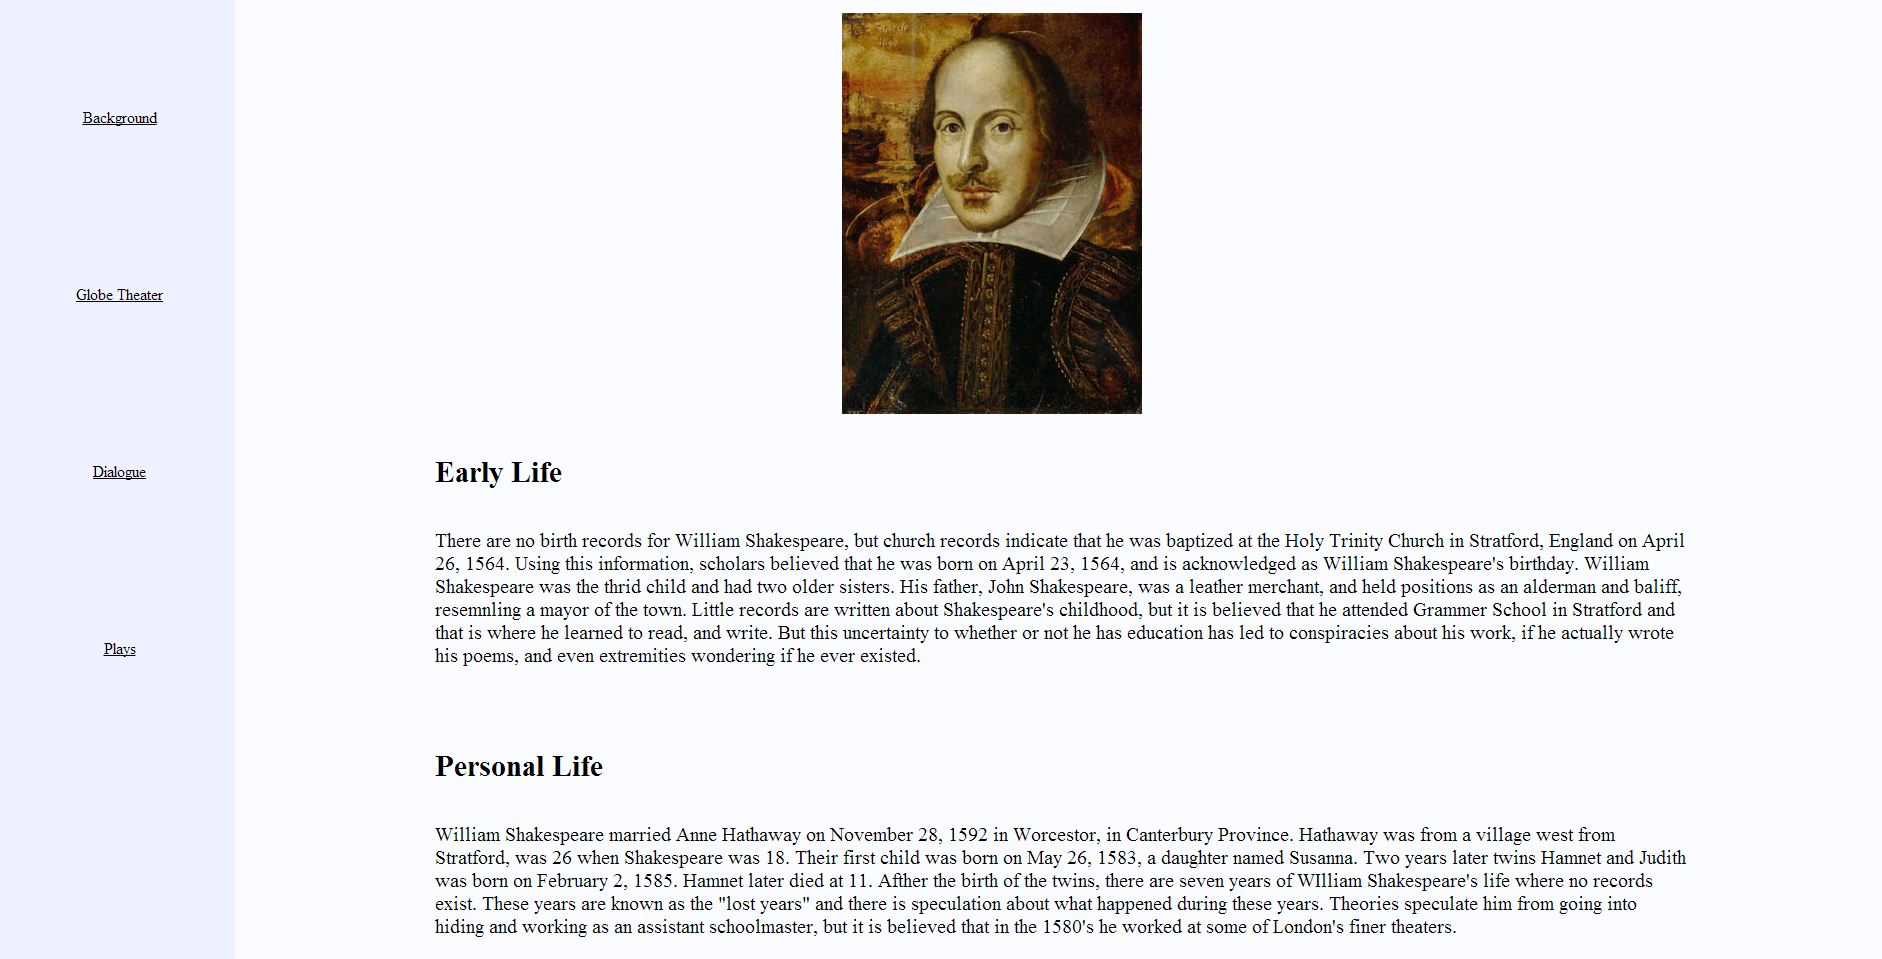 Background
Globe Theater
Dialogue
Plays
Early Life
There are no birth records for William Shakespeare, but church records indicate that he was baptized at the Holy Trinity Church in Stratford, England on April
26, 1564. Using this information, scholars believed that he was born on April 23, 1564, and is acknowledged as William Shakespeare's birthday. William
Shakespeare was the thrid child and had two older sisters. His father, John Shakespeare, was a leather merchant, and held positions as an alderman and baliff,
resemnling a mayor of the town. Little records are written about Shakespeare's childhood, but it is believed that he attended Grammer School in Stratford and
that is where he learned to read, and write. But this uncertainty to whether or not he has education has led to conspiracies about his work, if he actually wrote
his poems, and even extremities wondering if he ever existed.
Personal Life
William Shakespeare married Anne Hathaway on November 28, 1592 in Worcestor, in Canterbury Province. Hathaway was from a village west from
Stratford, was 26 when Shakespeare was 18. Their first child was born on May 26, 1583, a daughter named Susanna. Two years later twins Hamnet and Judith
was born on February 2, 1585. Hamnet later died at 11. Afther the birth of the twins, there are seven years of WIlliam Shakespeare's life where no records
exist. These years are known as the "lost years" and there is speculation about what happened during these years. Theories speculate him from going into
hiding and working as an assistant schoolmaster, but it is believed that in the 1580's he worked at some of London's finer theaters.